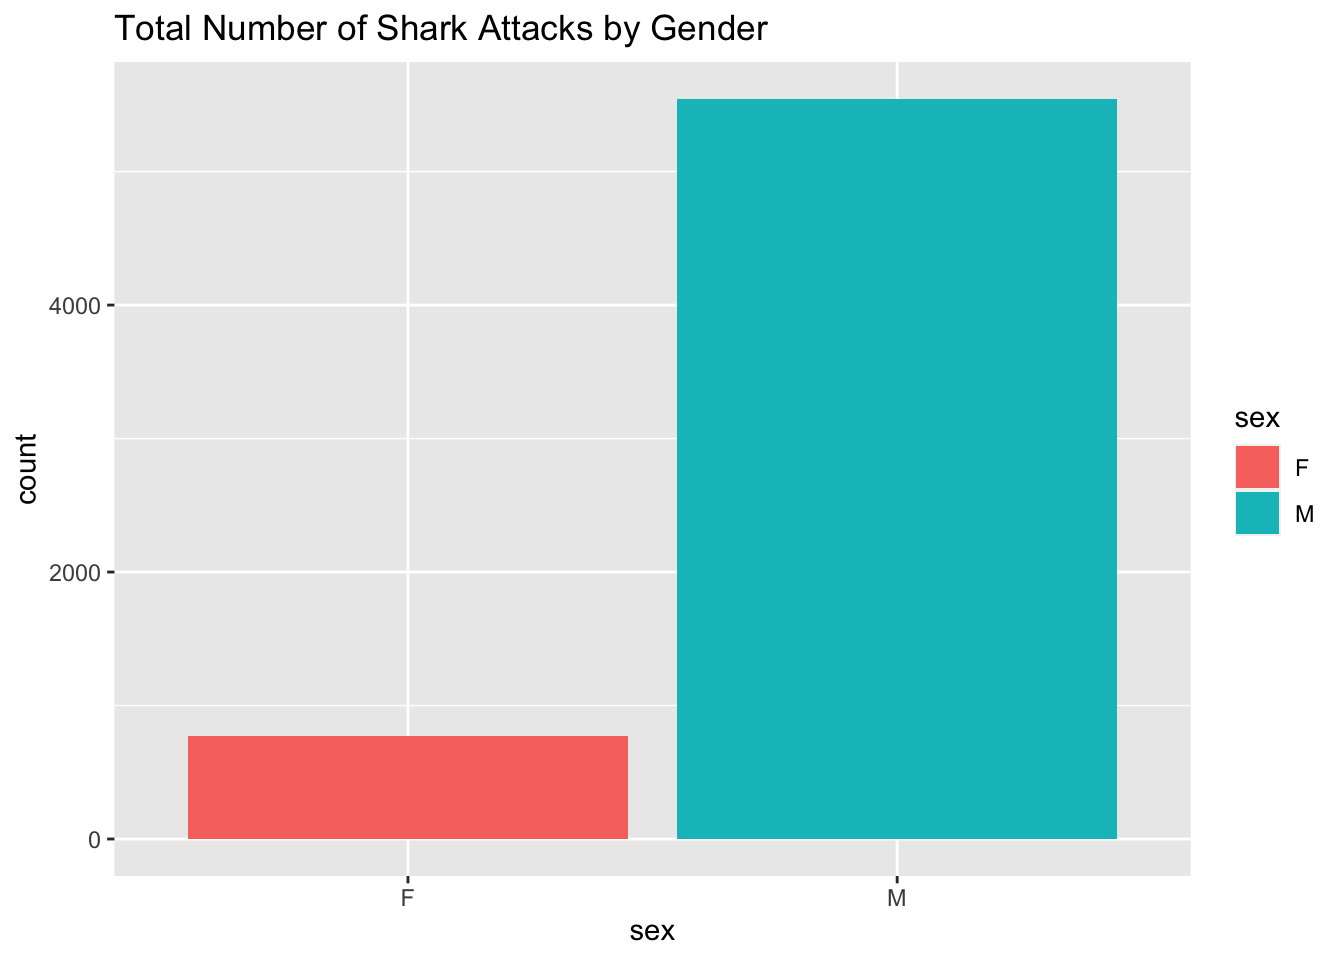 Total Number of Shark Attacks by Gender
count
4000
2000
0
F
M
sex
sex
F
M